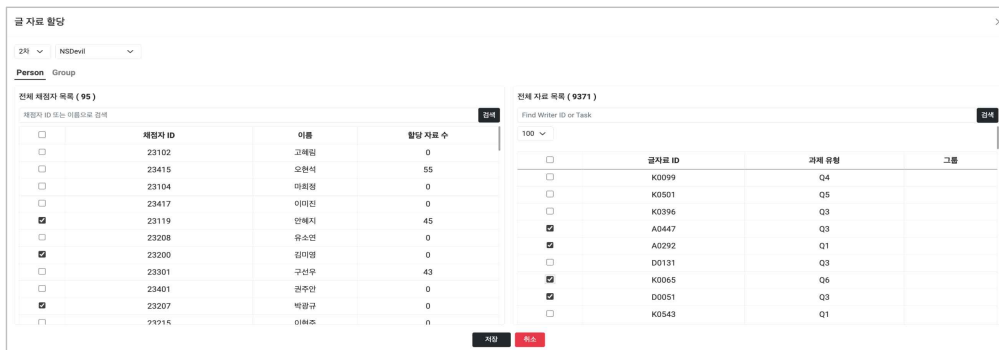 글 자료 할당
2차 NSDevil
Person Group
전체 채점자 목록 ( 95 )
채점자 ID 또는 이름으로 검색 검색
채점자 ID 이름 할당 자료 수
23102 고혜림 0
23415 오현석 55
23104 마희정 0
23417 이미진 0
23119 안혜지 45
23208 유소연 0
23200 김미영 0
23301 구선우 43
23401 권주안 0
23207 박광규 0
23215 이현주 0
전체 자료 목록 ( 9371 )
Find Writer ID or Task 검색
100
글자료 ID 과제 유형 그룹
K0099 Q4
K0501 Q5
K0396 Q3
A0447 Q3
A0292 Q1
D0131 Q3
K0065 Q6
D0051 Q3
K0543 Q1
저장 취소